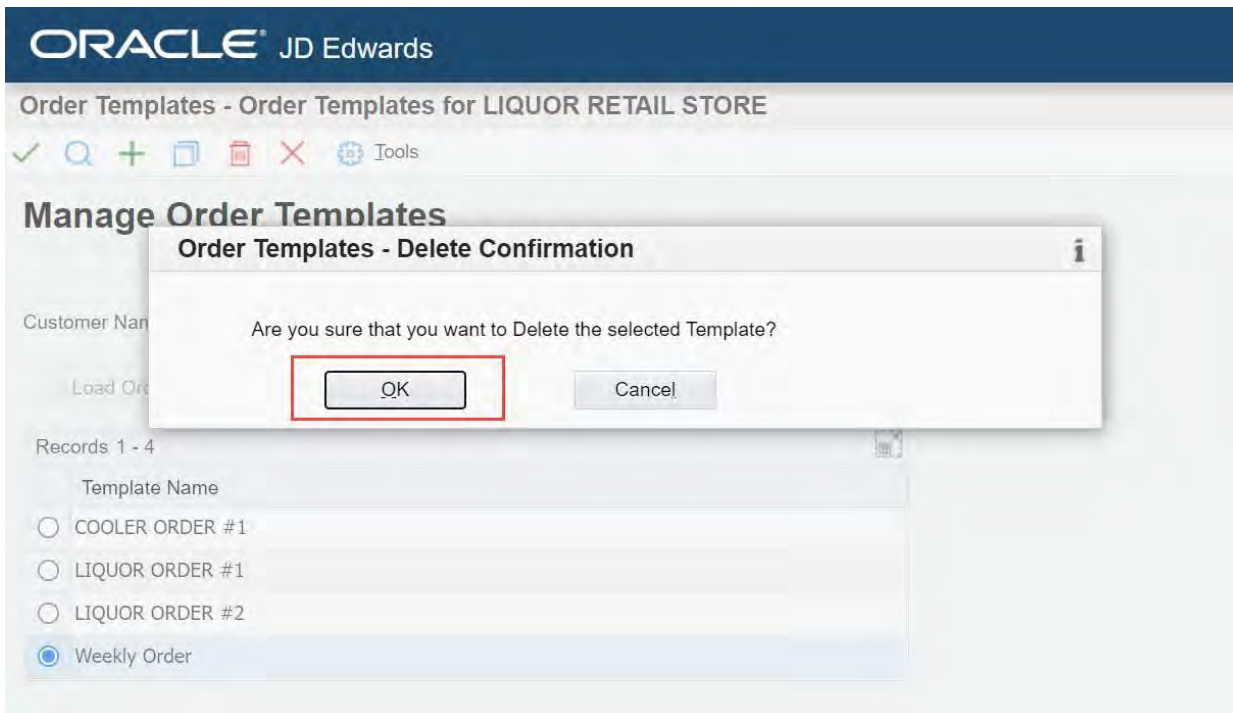 ORACLE® JD Edwards
Order Templates - Order Templates for LIQUOR RETAIL STORE
Tools
Manage Order Templates
Order Templates - Delete Confirmation
Customer Nam
Are you sure that you want to Delete the selected Template?
Load Ord
OK Cancel
Records 1 - 4
Template Name
COOLER ORDER #1
LIQUOR ORDER #1
LIQUOR ORDER #2
Weekly Order